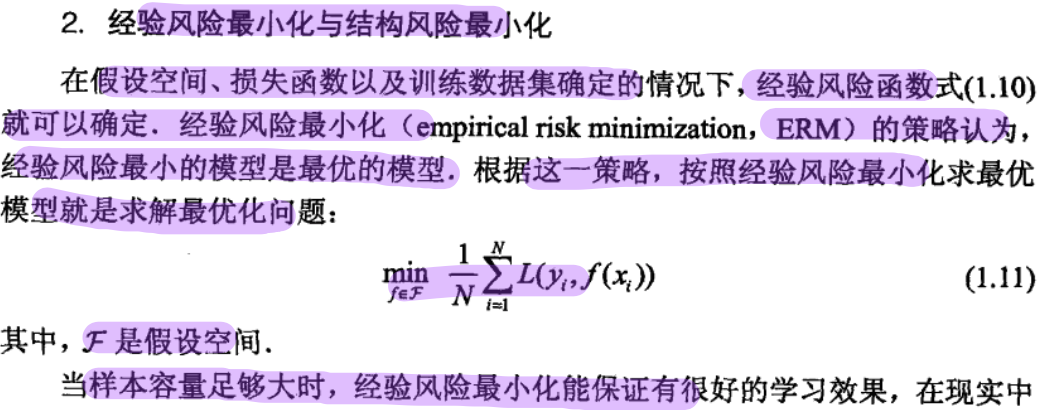 2. 经验风险最小化与结构风险最小化
在假设空间、损失函数以及训练数据集确定的情况下，经验风险函数式(1.10)
就可以确定．经验风险最小化（empirical risk minimization，ERM）的策略认为，
经验风险最小的模型是最优的模型．根据这一策略，按照经验风险最小化求最优
模型就是求解最优化问题：
min_{f∈𝓕} \frac{1}{N} \sum_{i=1}^{N} L(y_i, f(x_i)) (1.11)
其中，𝓕 是假设空间．
当样本容量足够大时，经验风险最小化能保证有很好的学习效果，在现实中